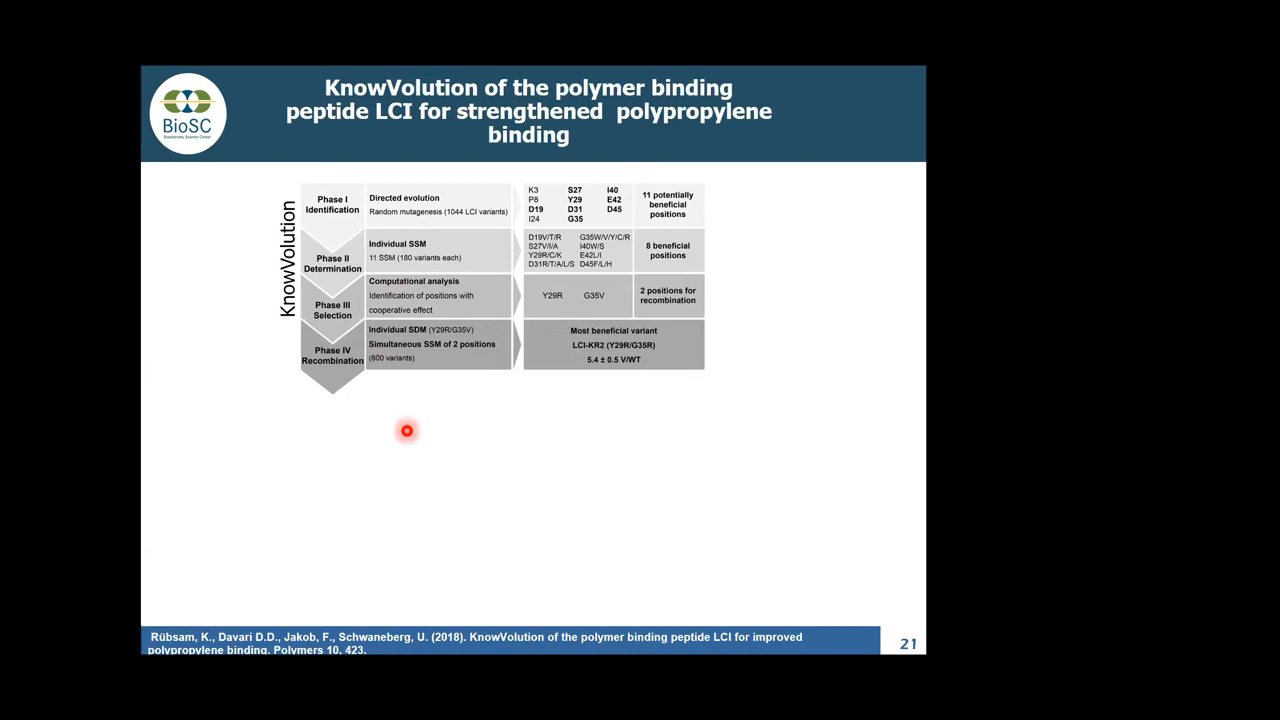 KnowVolution of the polymer binding
peptide LCI for strengthened polypropylene
binding
BioSC
Bioeconomy Science Center
KnowVolution
Phase I
Identification
Directed evolution
Random mutagenesis (1044 LCI variants)
K3 S27 I40
P8 Y29 E42
D19 D31 D45
I24 G35
11 potentially
beneficial
positions
Phase II
Determination
Individual SSM
11 SSM (180 variants each)
D19V/T/R G35W/V/Y/C/R
S27V/I/A I40W/S
Y29R/C/K E42L/I
D31R/T/A/L/S D45F/L/H
8 beneficial
positions
Phase III
Selection
Computational analysis
Identification of positions with
cooperative effect
Y29R G35V
2 positions for
recombination
Phase IV
Recombination
Individual SDM (Y29R/G35V)
Simultaneous SSM of 2 positions
(800 variants)
Most beneficial variant
LCI-KR2 (Y29R/G35R)
5.4 ± 0.5 V/WT
Rübsam, K., Davari D.D., Jakob, F., Schwaneberg, U. (2018). KnowVolution of the polymer binding peptide LCI for improved
polypropylene binding. Polymers 10, 423.
21